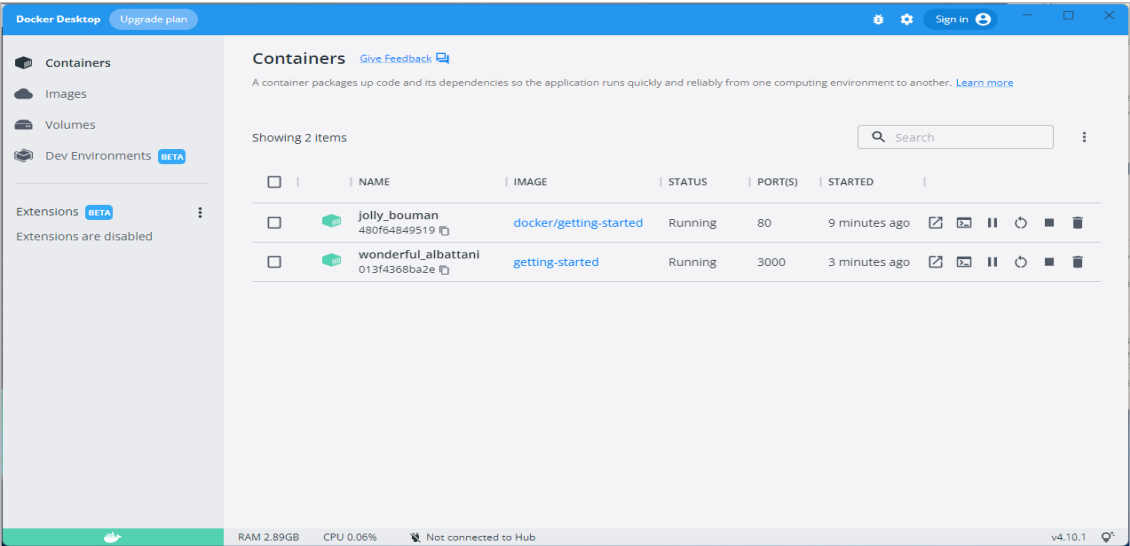 Docker Desktop Upgrade plan Sign in
Containers
Images
Volumes
Dev Environments BETA
Extensions BETA
Extensions are disabled
Containers Give Feedback
A container packages up code and its dependencies so the application runs quickly and reliably from one computing environment to another. Learn more
Showing 2 items Search
NAME IMAGE STATUS PORT(S) STARTED
jolly_bouman
480f64849519 docker/getting-started Running 80 9 minutes ago
wonderful_albattani
013f4368ba2e getting-started Running 3000 3 minutes ago
RAM 2.89GB CPU 0.06% Not connected to Hub v4.10.1